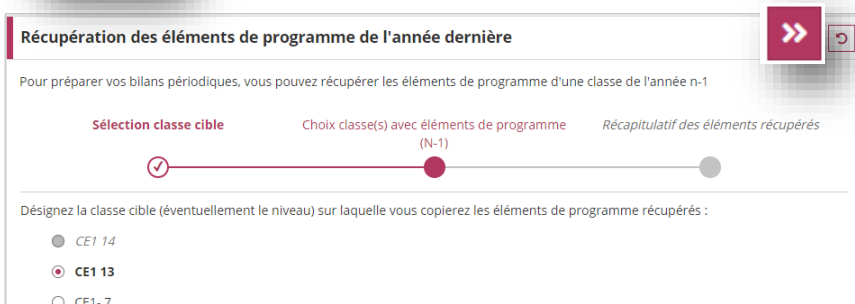 Récupération des éléments de programme de l'année dernière
Pour préparer vos bilans périodiques, vous pouvez récupérer les éléments de programme d'une classe de l'année n-1
Sélection classe cible
Choix classe(s) avec éléments de programme
(N-1)
Récapitulatif des éléments récupérés
Désignez la classe cible (éventuellement le niveau) sur laquelle vous copierez les éléments de programme récupérés :
CE1 14
CE1 13
CE1- 7